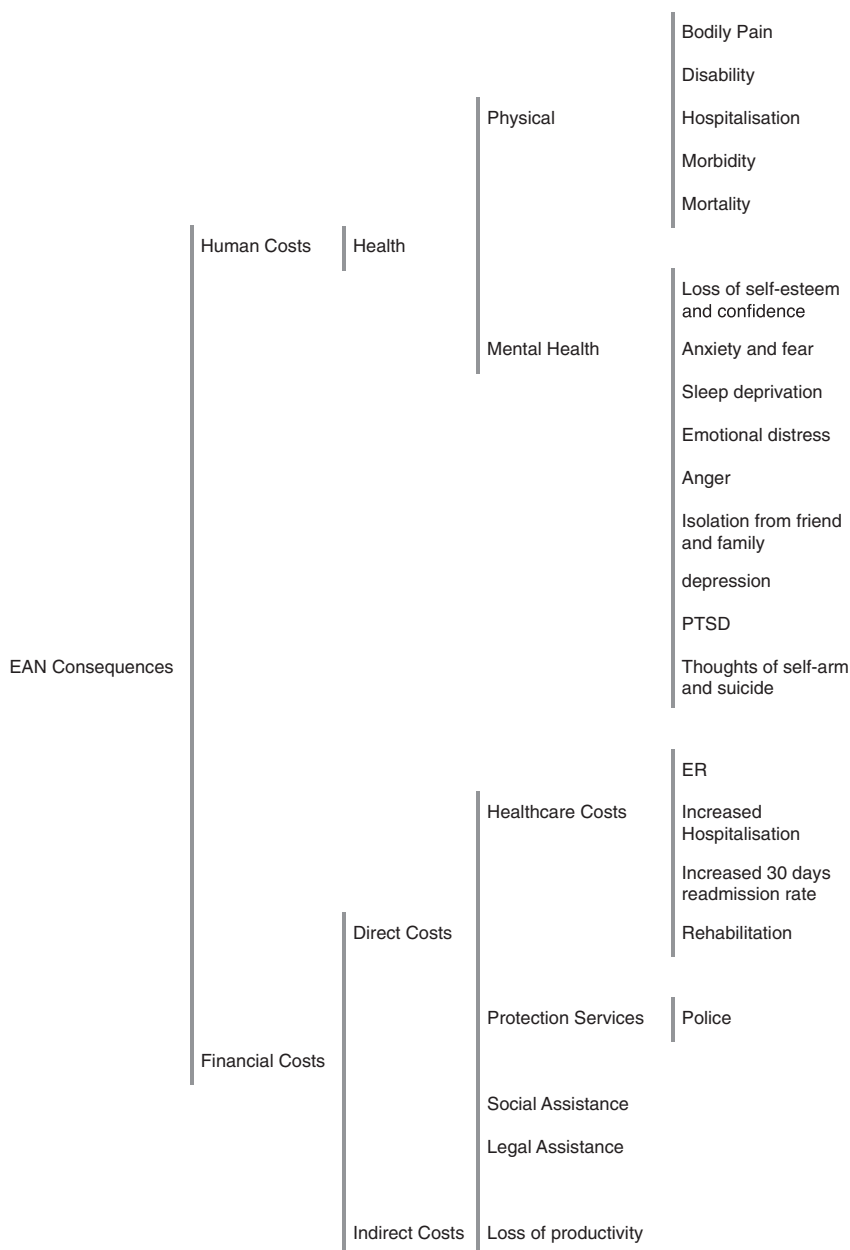 Bodily Pain
Disability
Physical
Hospitalisation
Morbidity
Mortality
Human Costs
Health
Loss of self-esteem
and confidence
Mental Health
Anxiety and fear
Sleep deprivation
Emotional distress
Anger
Isolation from friend
and family
depression
PTSD
EAN Consequences
Thoughts of self-arm
and suicide
ER
Healthcare Costs
Increased
Hospitalisation
Increased 30 days
readmission rate
Direct Costs
Rehabilitation
Protection Services
Police
Financial Costs
Social Assistance
Legal Assistance
Indirect Costs
Loss of productivity